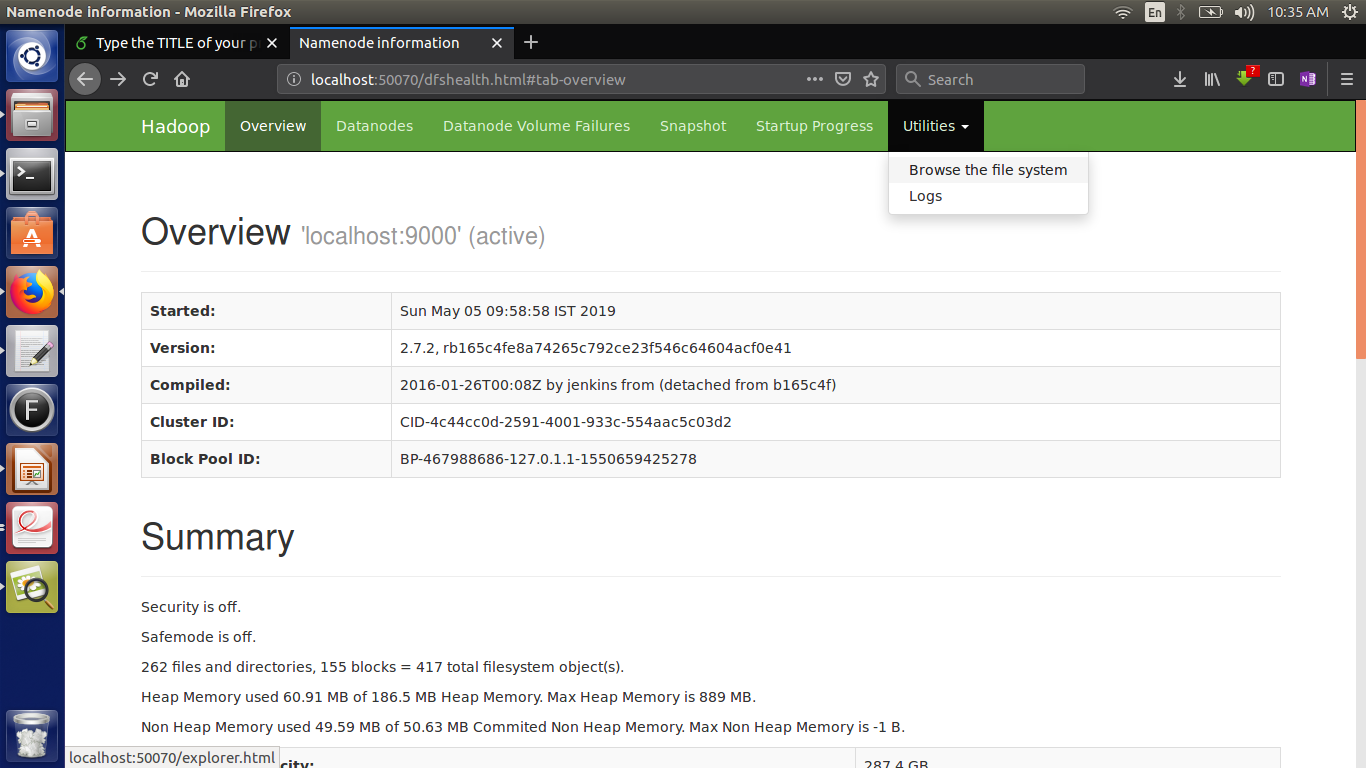 Namenode information - Mozilla Firefox
En
10:35 AM
Type the TITLE of your p
Namenode information
localhost:50070/dfshealth.html#tab-overview
Search
?
N
Hadoop
Overview
Datanodes
Datanode Volume Failures
Snapshot
Startup Progress
Utilities
Browse the file system
Logs
Overview 'localhost:9000' (active)
Started: Sun May 05 09:58:58 IST 2019
Version: 2.7.2, rb165c4fe8a74265c792ce23f546c64604acf0e41
Compiled: 2016-01-26T00:08Z by jenkins from (detached from b165c4f)
Cluster ID: CID-4c44cc0d-2591-4001-933c-554aac5c03d2
Block Pool ID: BP-467988686-127.0.1.1-1550659425278
Summary
Security is off.
Safemode is off.
262 files and directories, 155 blocks = 417 total filesystem object(s).
Heap Memory used 60.91 MB of 186.5 MB Heap Memory. Max Heap Memory is 889 MB.
Non Heap Memory used 49.59 MB of 50.63 MB Commited Non Heap Memory. Max Non Heap Memory is -1 B.
localhost:50070/explorer.html
city: 287.4 GB